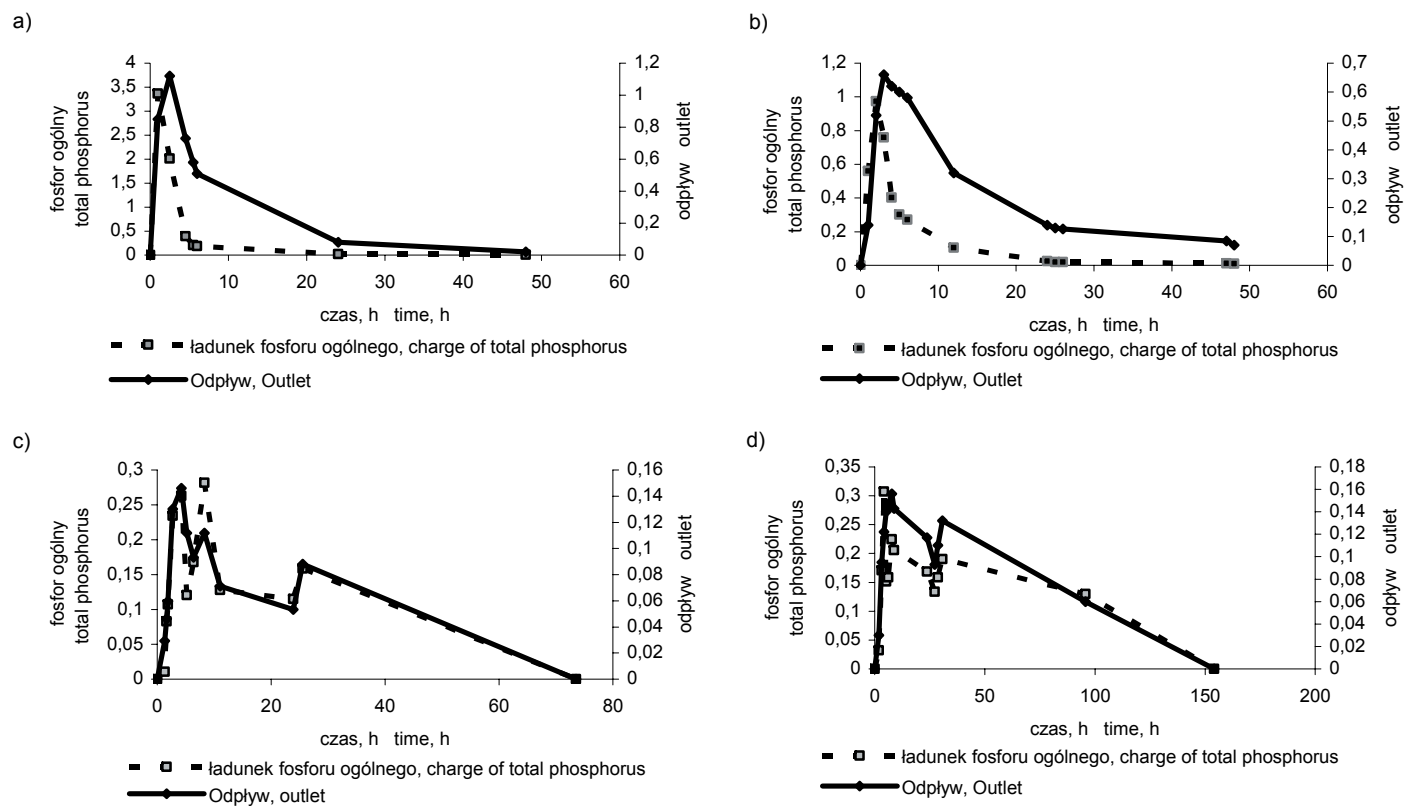 a)
fosfor ogólny
total phosphorus
4
3,5
3
2,5
2
1,5
1
0,5
0
1,2
1
0,8
0,6
0,4
0,2
0
odpływ outlet
0 10 20 30 40 50 60
czas, h time, h
ładunek fosforu ogólnego, charge of total phosphorus
Odpływ, Outlet
b)
fosfor ogólny
total phosphorus
1,2
1
0,8
0,6
0,4
0,2
0
0,7
0,6
0,5
0,4
0,3
0,2
0,1
0
odpływ outlet
0 10 20 30 40 50 60
czas, h time, h
ładunek fosforu ogólnego, charge of total phosphorus
Odpływ, Outlet
c)
fosfor ogólny
total phosphorus
0,3
0,25
0,2
0,15
0,1
0,05
0
0,16
0,14
0,12
0,1
0,08
0,06
0,04
0,02
0
odpływ outlet
0 20 40 60 80
czas, h time, h
ładunek fosforu ogólnego, charge of total phosphorus
Odpływ, outlet
d)
fosfor ogólny
total phosphorus
0,35
0,3
0,25
0,2
0,15
0,1
0,05
0
0,18
0,16
0,14
0,12
0,1
0,08
0,06
0,04
0,02
0
odpływ outlet
0 50 100 150 200
czas, h time, h
ładunek fosforu ogólnego, charge of total phosphorus
Odpływ, Outlet